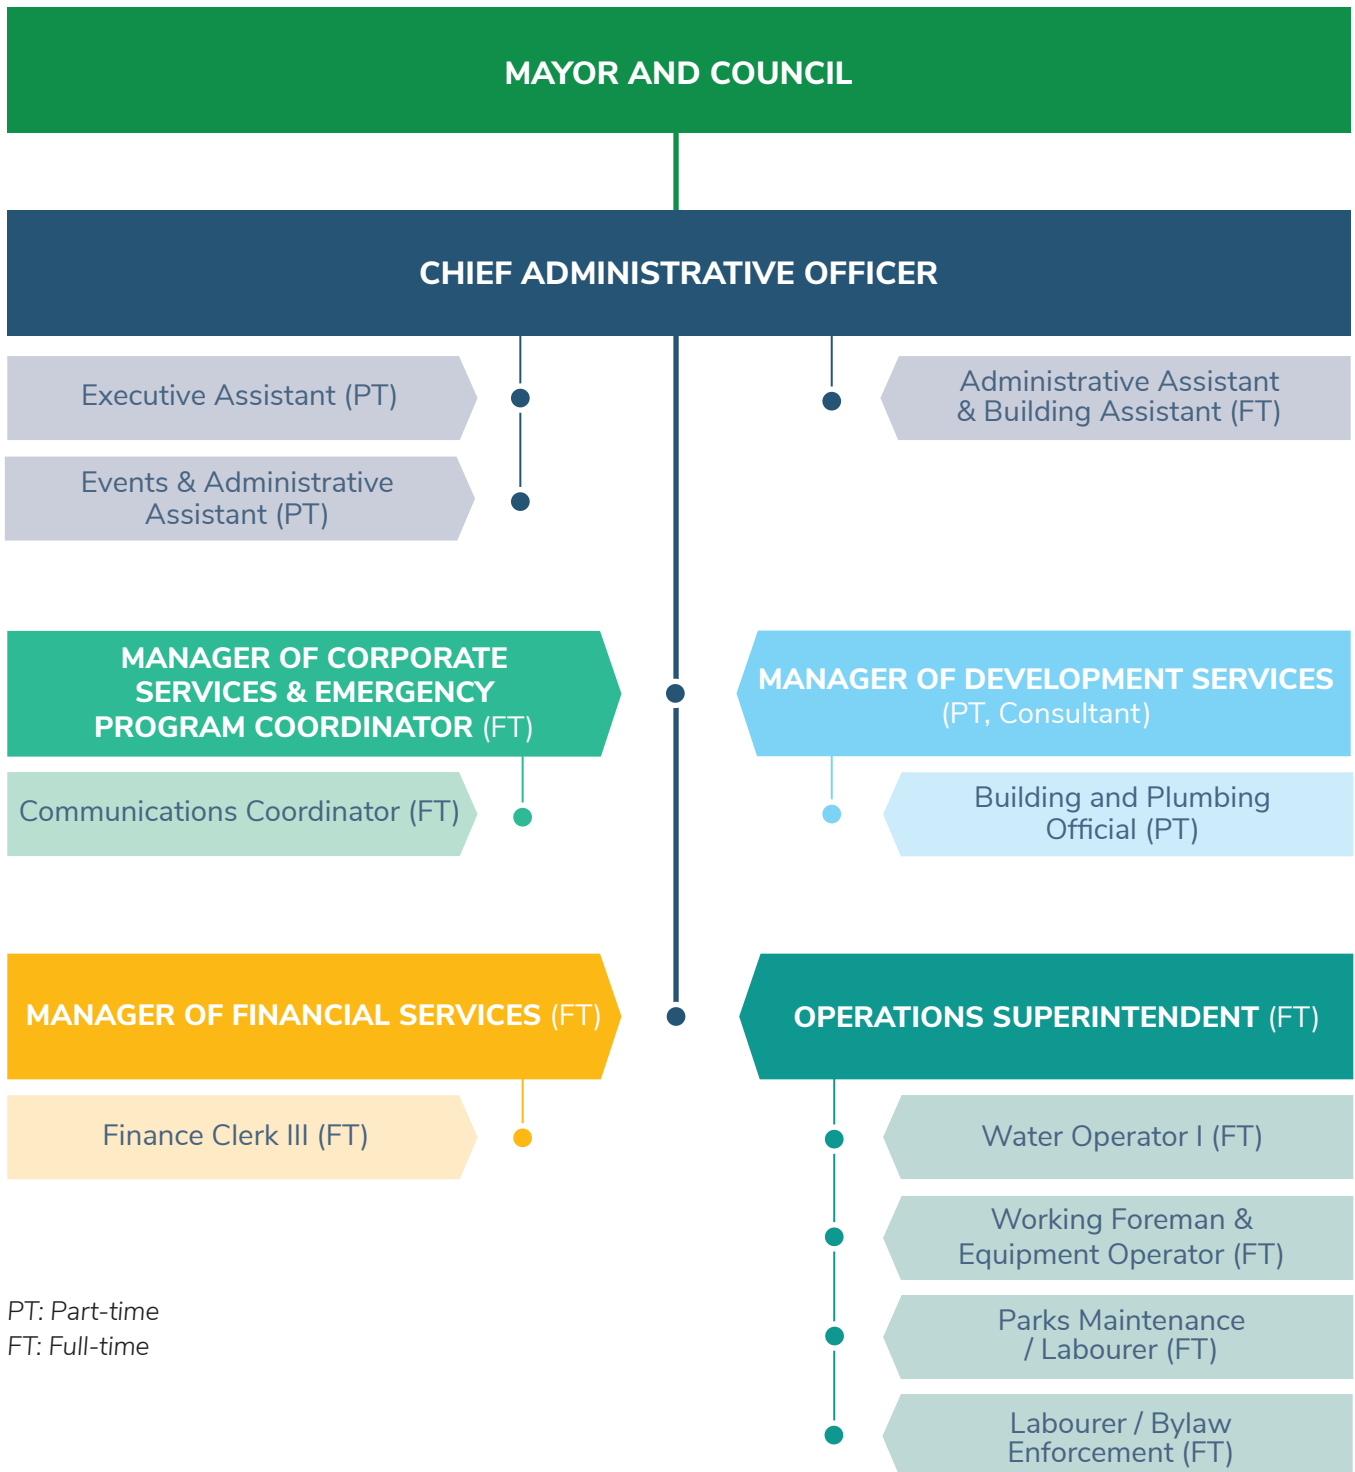 MAYOR AND COUNCIL
CHIEF ADMINISTRATIVE OFFICER
Executive Assistant (PT)
Administrative Assistant
& Building Assistant (FT)
Events & Administrative
Assistant (PT)
MANAGER OF CORPORATE
SERVICES & EMERGENCY
PROGRAM COORDINATOR (FT)
MANAGER OF DEVELOPMENT SERVICES
(PT, Consultant)
Communications Coordinator (FT)
Building and Plumbing
Official (PT)
MANAGER OF FINANCIAL SERVICES (FT)
OPERATIONS SUPERINTENDENT (FT)
Finance Clerk III (FT)
Water Operator I (FT)
Working Foreman &
Equipment Operator (FT)
Parks Maintenance
/ Labourer (FT)
Labourer / Bylaw
Enforcement (FT)
PT: Part-time
FT: Full-time